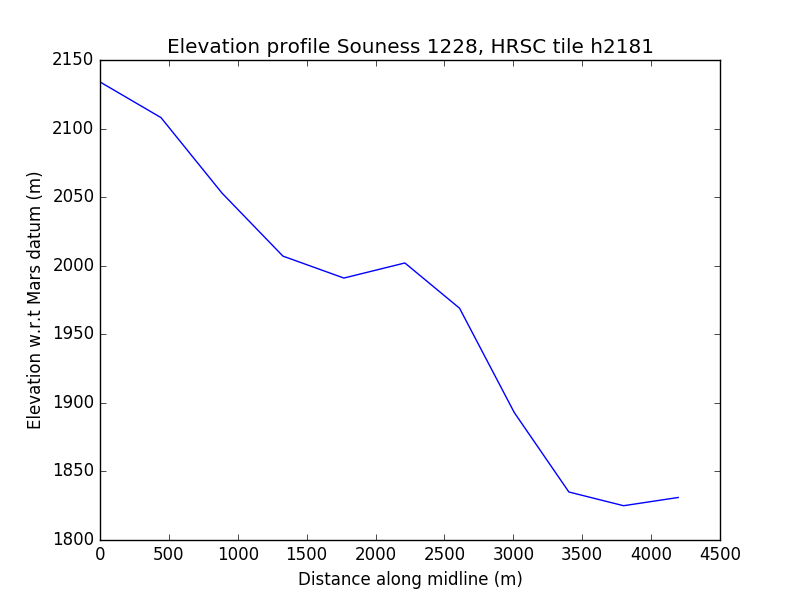 Elevation profile Souness 1228, HRSC tile h2181
2150
2100
2050
2000
1950
1900
1850
1800
Elevation w.r.t Mars datum (m)
0 500 1000 1500 2000 2500 3000 3500 4000 4500
Distance along midline (m)